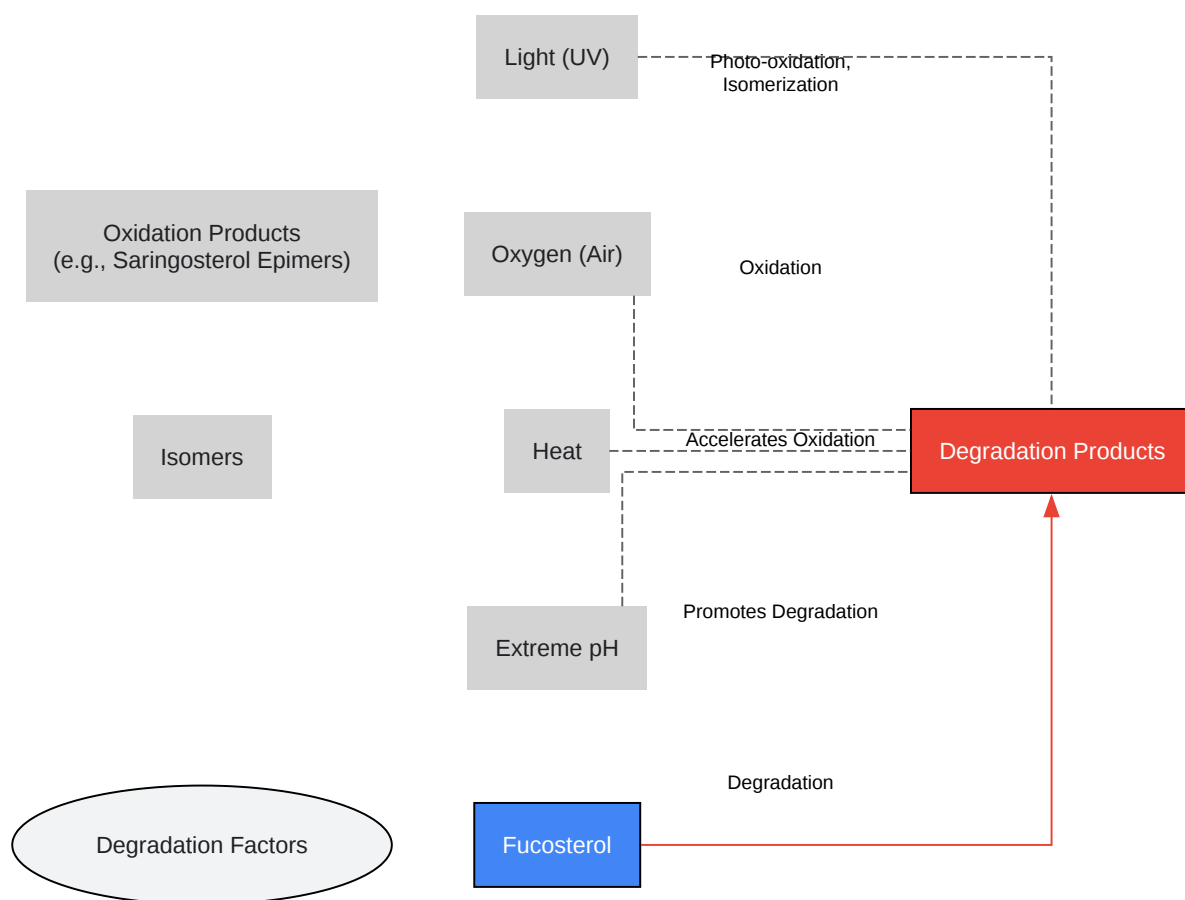 Light (UV)
Photo-oxidation,
Isomerization
Oxidation Products
(e.g., Saringosterol Epimers)
Oxygen (Air)
Oxidation
Isomers
Heat
Accelerates Oxidation
Degradation Products
Extreme pH
Promotes Degradation
Degradation Factors
Fucosterol
Degradation